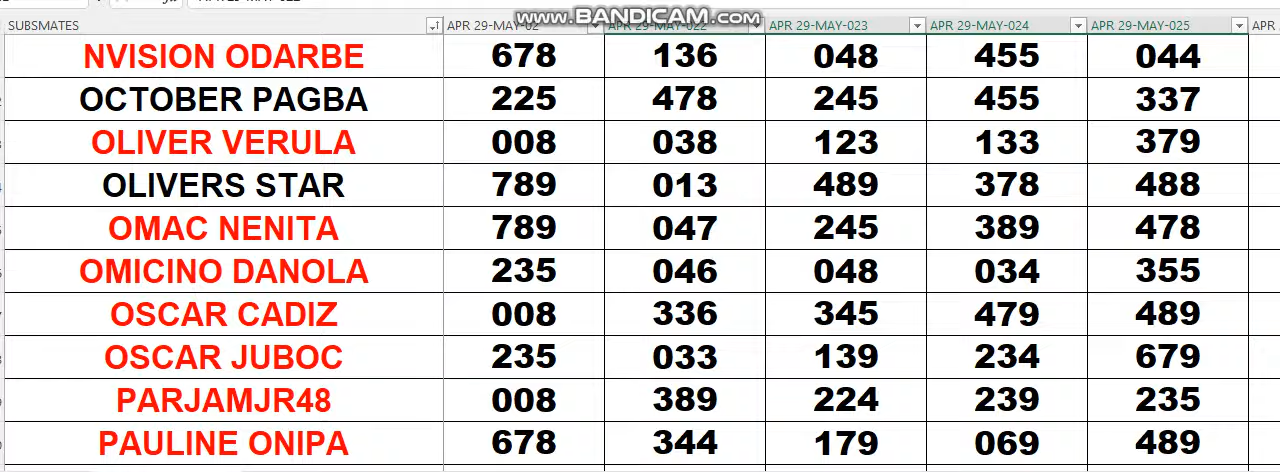 www.BANDICAM.com
SUBSMATES APR 29-MAY-02 APR 29-MAY-022 APR 29-MAY-023 APR 29-MAY-024 APR 29-MAY-025 APR
NVISION ODARBE 678 136 048 455 044
OCTOBER PAGBA 225 478 245 455 337
OLIVER VERULA 008 038 123 133 379
OLIVERS STAR 789 013 489 378 488
OMAC NENITA 789 047 245 389 478
OMICINO DANOLA 235 046 048 034 355
OSCAR CADIZ 008 336 345 479 489
OSCAR JUBOC 235 033 139 234 679
PARJAMJR48 008 389 224 239 235
PAULINE ONIPA 678 344 179 069 489